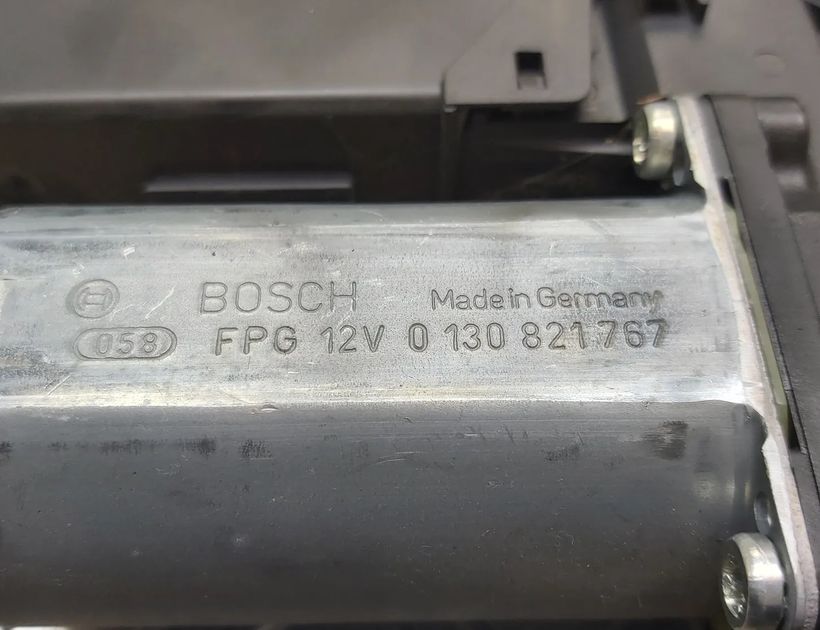 BOSCH Made in Germany
058 FPG 12V 0 130 821 767